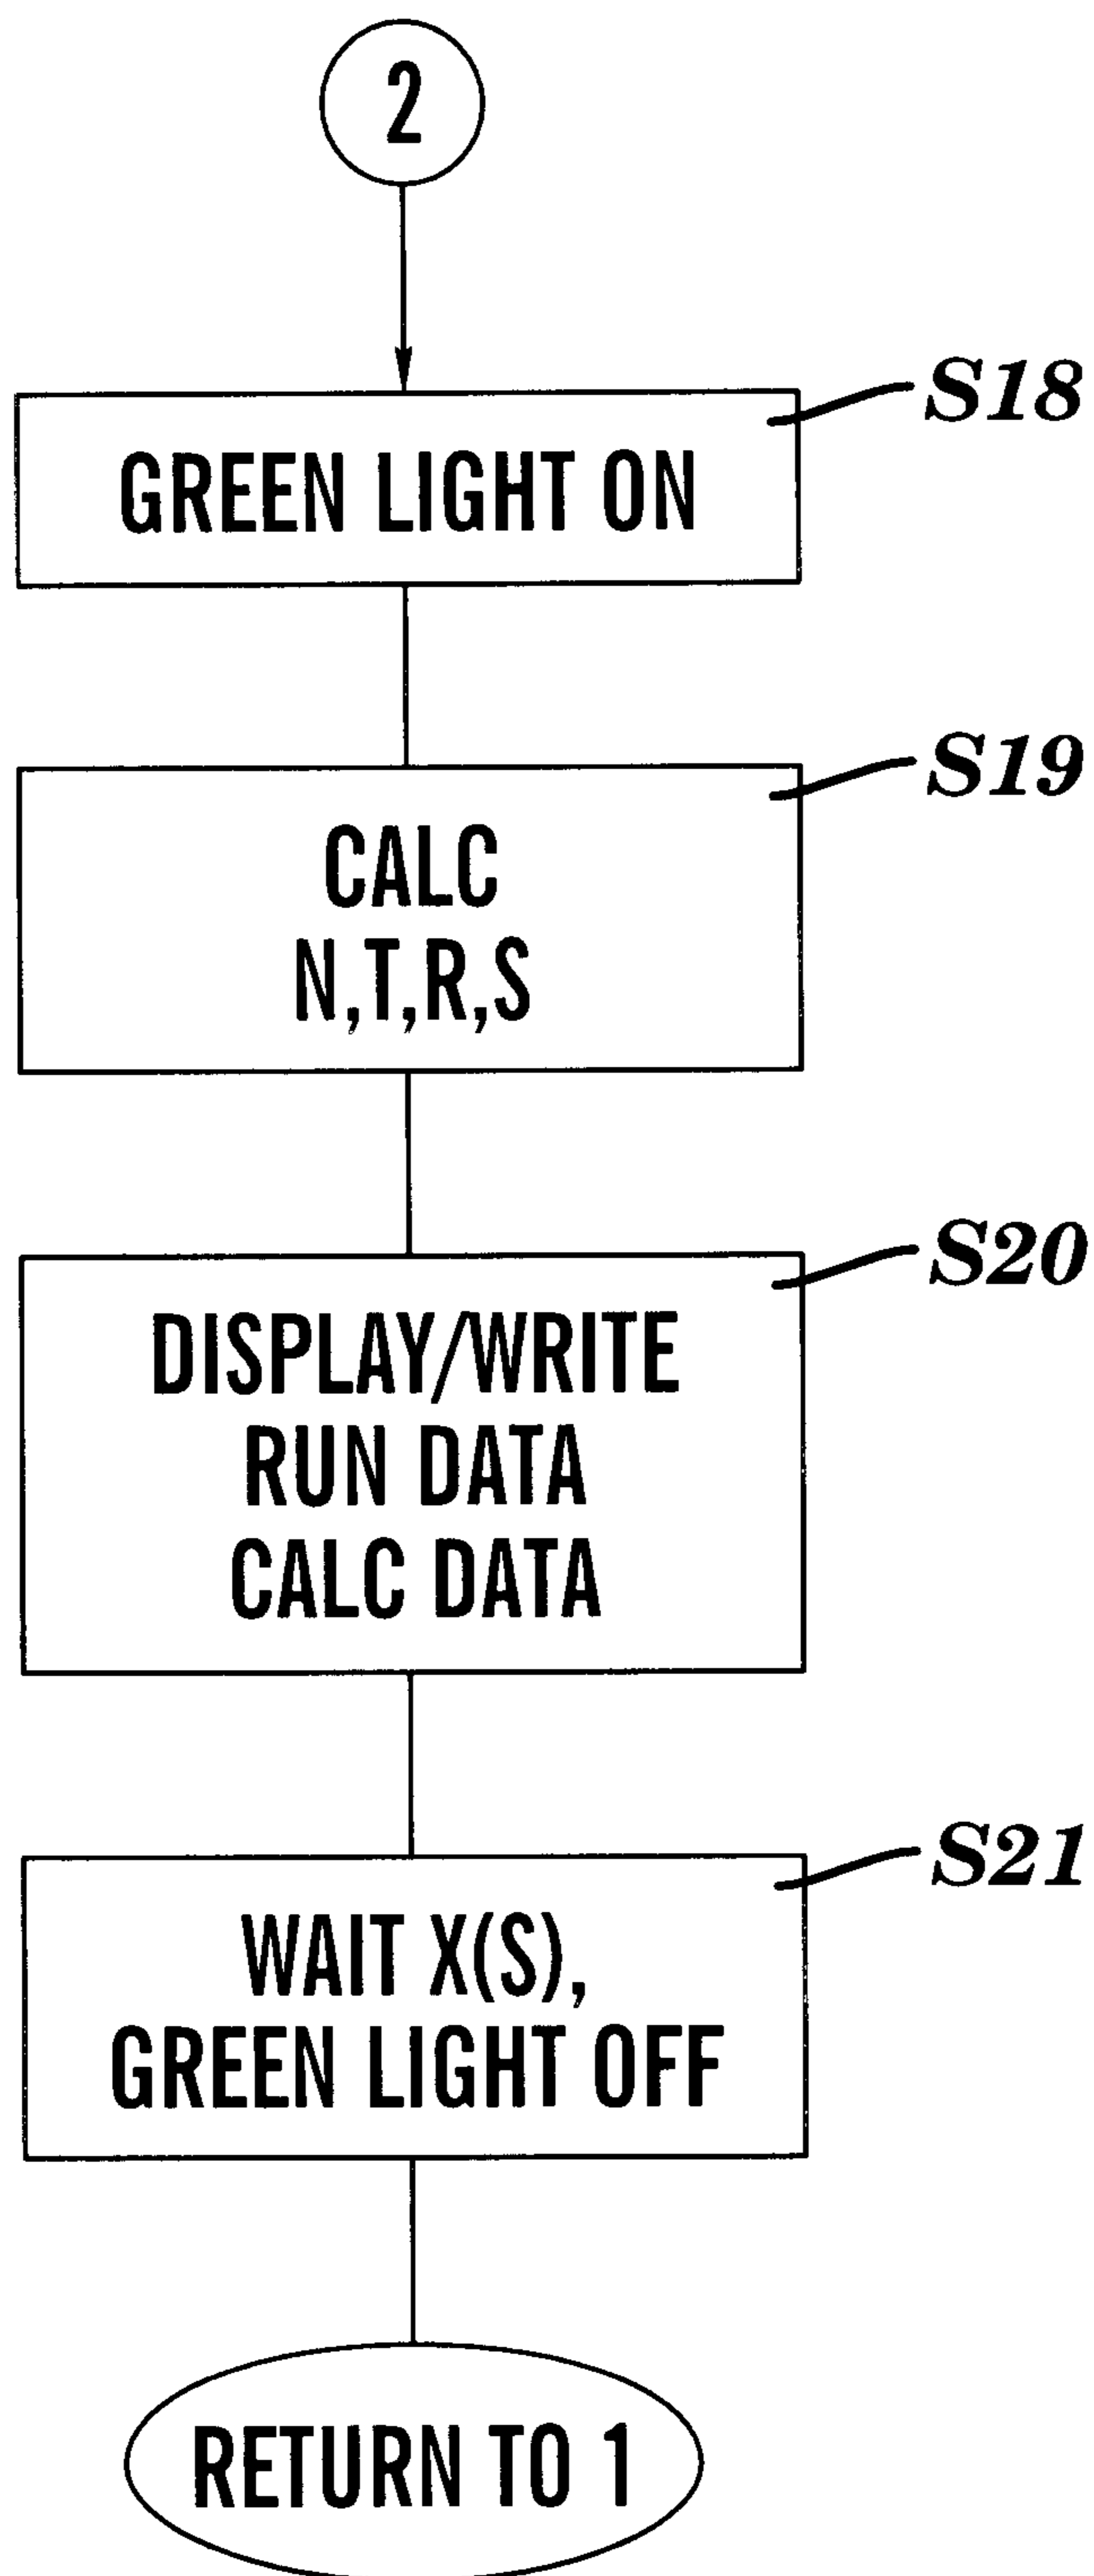 2
S18
GREEN LIGHT ON
S19
CALC
N,T,R,S
S20
DISPLAY/WRITE
RUN DATA
CALC DATA
S21
WAIT X(S),
GREEN LIGHT OFF
RETURN TO 1